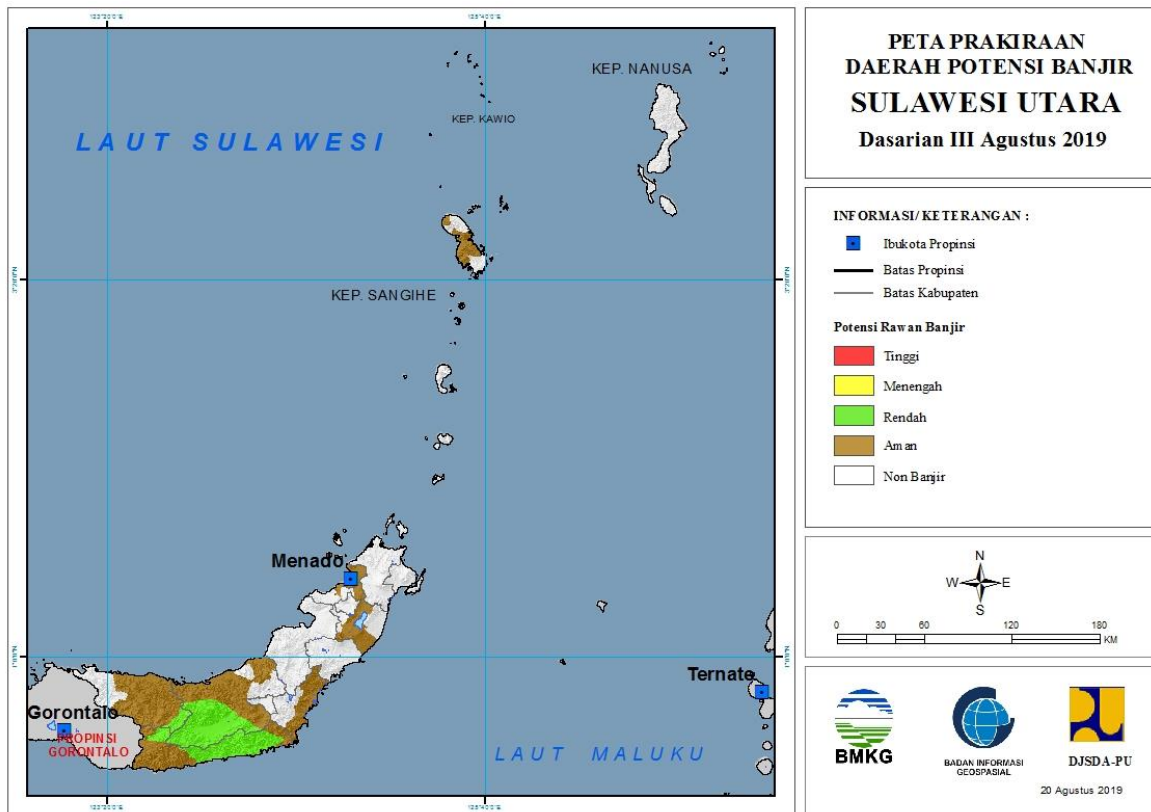 KEP. NANUSA
KEP. KAWIO
LAUT SULAWESI
KEP. SANGIHE
Menado
Ternate
Gorontalo
PROPINSI
GORONTALO
LAUT MALUKU
PETA PRAKIRAAN
DAERAH POTENSI BANJIR
SULAWESI UTARA
Dasarian III Agustus 2019
INFORMASI/ KETERANGAN :
Ibukota Propinsi
Batas Propinsi
Batas Kabupaten
Potensi Rawan Banjir
Tinggi
Menengah
Rendah
Aman
Non Banjir
N
W E
S
0 30 60 120 180
KM
BMKG
BADAN INFORMASI
GEOSPASIAL
DJSDA-PU
20 Agustus 2019